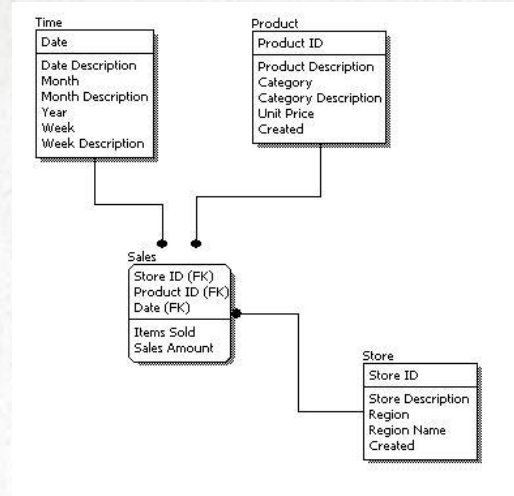 Time
Date
Date Description
Month
Month Description
Year
Week
Week Description
Product
Product ID
Product Description
Category
Category Description
Unit Price
Created
Sales
Store ID (FK)
Product ID (FK)
Date (FK)
Items Sold
Sales Amount
Store
Store ID
Store Description
Region
Region Name
Created